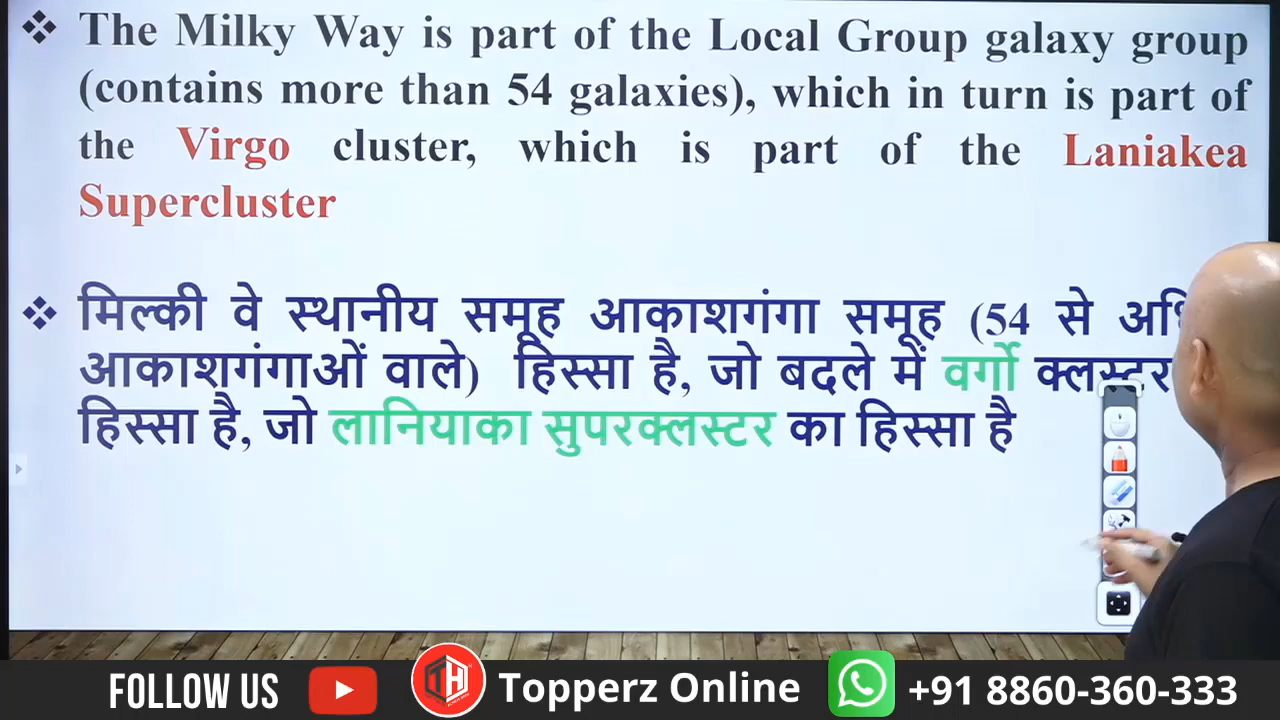 ❖ The Milky Way is part of the Local Group galaxy group
(contains more than 54 galaxies), which in turn is part of
the Virgo cluster, which is part of the Laniakea
Supercluster
❖ मिल्की वे स्थानीय समूह आकाशगंगा समूह (54 से
आकाशगंगाओं वाले) हिस्सा है, जो बदले में वर्गो क्लस्टर
हिस्सा है, जो लानियाका सुपरक्लस्टर का हिस्सा है
FOLLOW US Topperz Online +91 8860-360-333